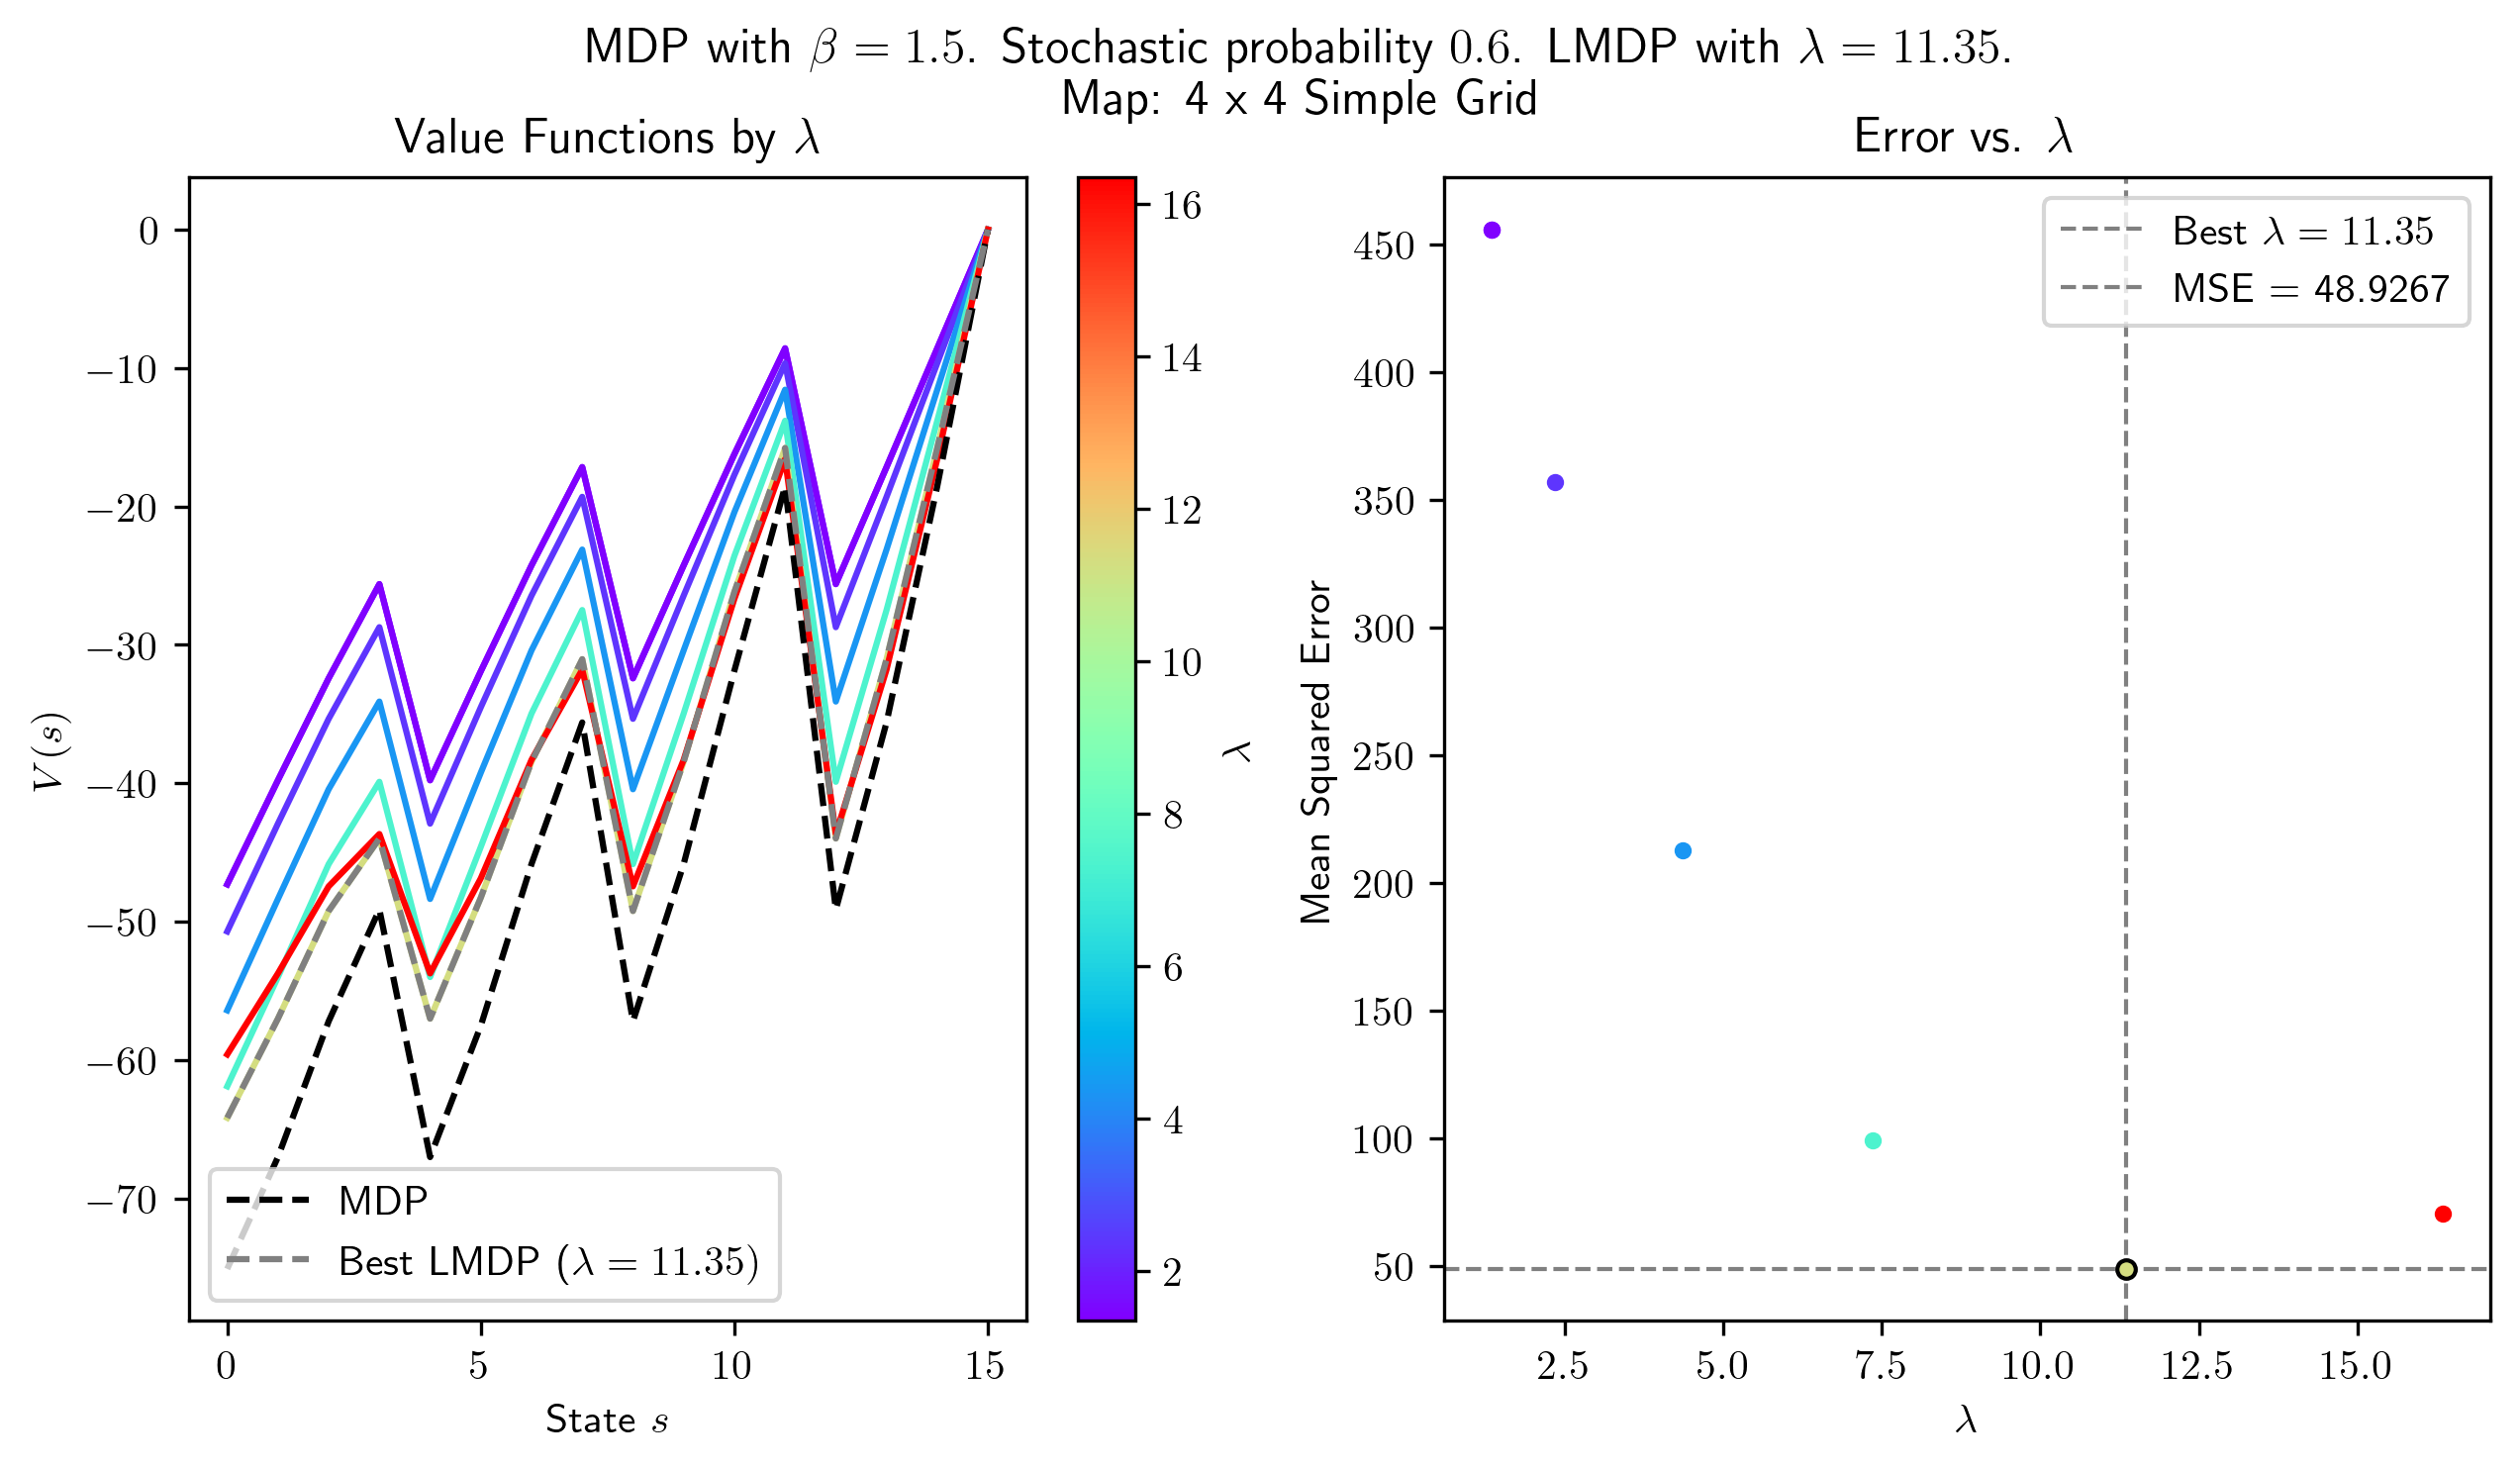 MDP with β = 1.5. Stochastic probability 0.6. LMDP with λ = 11.35.
Map: 4 x 4 Simple Grid
Value Functions by λ
0
−10
−20
−30
−40
−50
−60
−70
V(s)
0
5
10
15
State s
MDP
Best LMDP (λ = 11.35)
16
14
12
10
8
6
4
2
λ
Error vs. λ
450
400
350
300
250
200
150
100
50
Mean Squared Error
2.5
5.0
7.5
10.0
12.5
15.0
λ
Best λ = 11.35
MSE = 48.9267